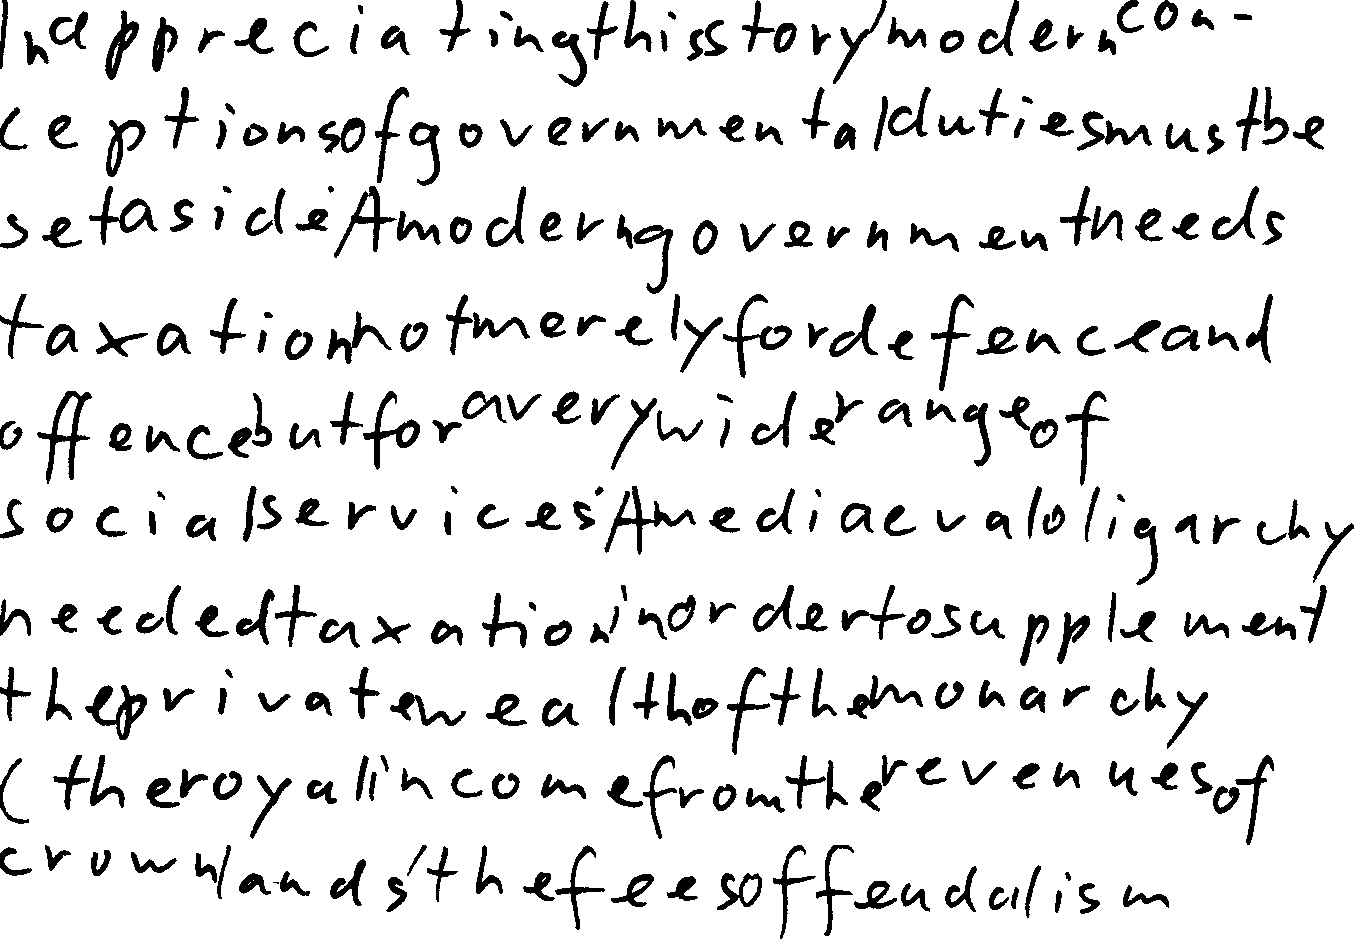 In appreciating this story modern con-
ceptions of governmental duties must be
set aside. A modern government needs
taxation not merely for defence and
offence but for a very wide range of
social services. A mediaeval oligarchy
needed taxation in order to supplement
the private wealth of the monarchy
(the royal income from the revenues of
crown lands, the fees of feudalism